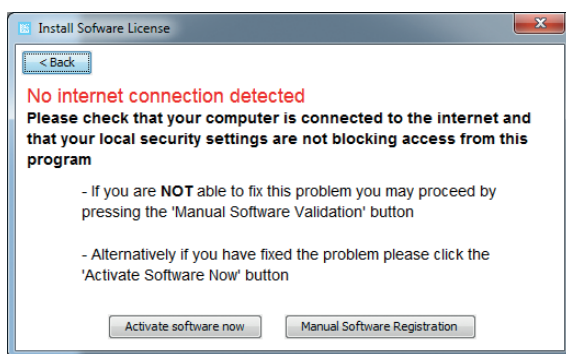 Install Sofware License
< Back
No internet connection detected
Please check that your computer is connected to the internet and
that your local security settings are not blocking access from this
program
- If you are NOT able to fix this problem you may proceed by
pressing the 'Manual Software Validation' button
- Alternatively if you have fixed the problem please click the
'Activate Software Now' button
Activate software now
Manual Software Registration